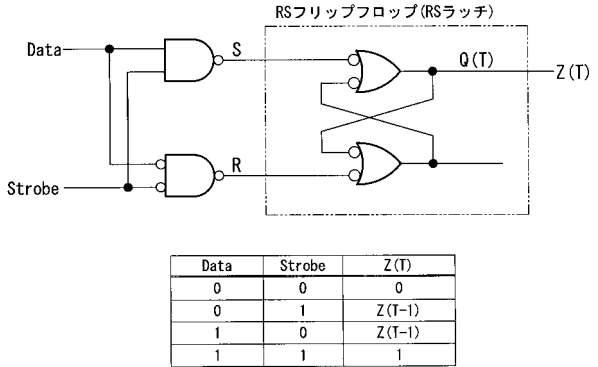 RSフリップフロップ(RSラッチ)
Data
S
Q(T)
Z(T)
R
Strobe
Data Strobe Z(T)
0 0 0
0 1 Z(T-1)
1 0 Z(T-1)
1 1 1